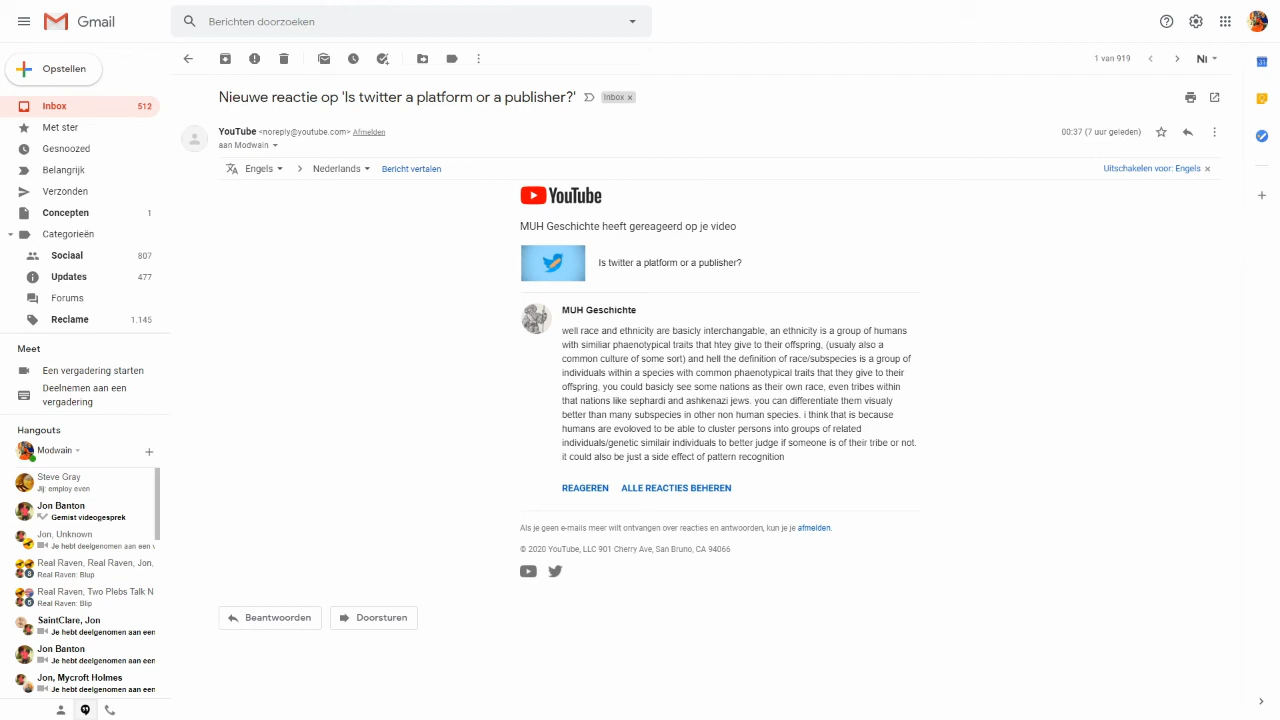 Gmail
Berichten doorzoeken
Opstellen
1 van 919
Nl
Inbox 512
Met ster
Gesnoozed
Belangrijk
Verzonden
Concepten 1
Categorieën
Sociaal 807
Updates 477
Forums
Reclame 1.145
Meet
Een vergadering starten
Deelnemen aan een
vergadering
Hangouts
Modwain
Steve Gray
Jij: employ even
Jon Banton
Gemist videogesprek
Jon, Unknown
Je hebt deelgenomen aan een v
Real Raven, Real Raven, Jon,
Real Raven: Blup
Real Raven, Two Plebs Talk N
Real Raven: Blip
SaintClare, Jon
Je hebt deelgenomen aan een
Jon Banton
Je hebt deelgenomen aan een
Jon, Mycroft Holmes
Je hebt deelgenomen aan een
Nieuwe reactie op 'Is twitter a platform or a publisher?' Inbox x
YouTube <noreply@youtube.com> Afmelden
00:37 (7 uur geleden)
aan Modwain
Engels > Nederlands Bericht vertalen
Uitschakelen voor: Engels x
YouTube
MUH Geschichte heeft gereageerd op je video
Is twitter a platform or a publisher?
MUH Geschichte
well race and ethnicity are basicly interchangable, an ethnicity is a group of humans
with similiar phaenotypical traits that htey give to their offspring, (usualy also a
common culture of some sort) and hell the definition of race/subspecies is a group of
individuals within a species with common phaenotypical traits that they give to their
offspring, you could basicly see some nations as their own race, even tribes within
that nations like sephardi and ashkenazi jews. you can differentiate them visualy
better than many subspecies in other non human species. i think that is because
humans are evoloved to be able to cluster persons into groups of related
individuals/genetic similair individuals to better judge if someone is of their tribe or not.
it could also be just a side effect of pattern recognition
REAGEREN ALLE REACTIES BEHEREN
Als je geen e-mails meer wilt ontvangen over reacties en antwoorden, kun je je afmelden.
© 2020 YouTube, LLC 901 Cherry Ave, San Bruno, CA 94066
Beantwoorden
Doorsturen